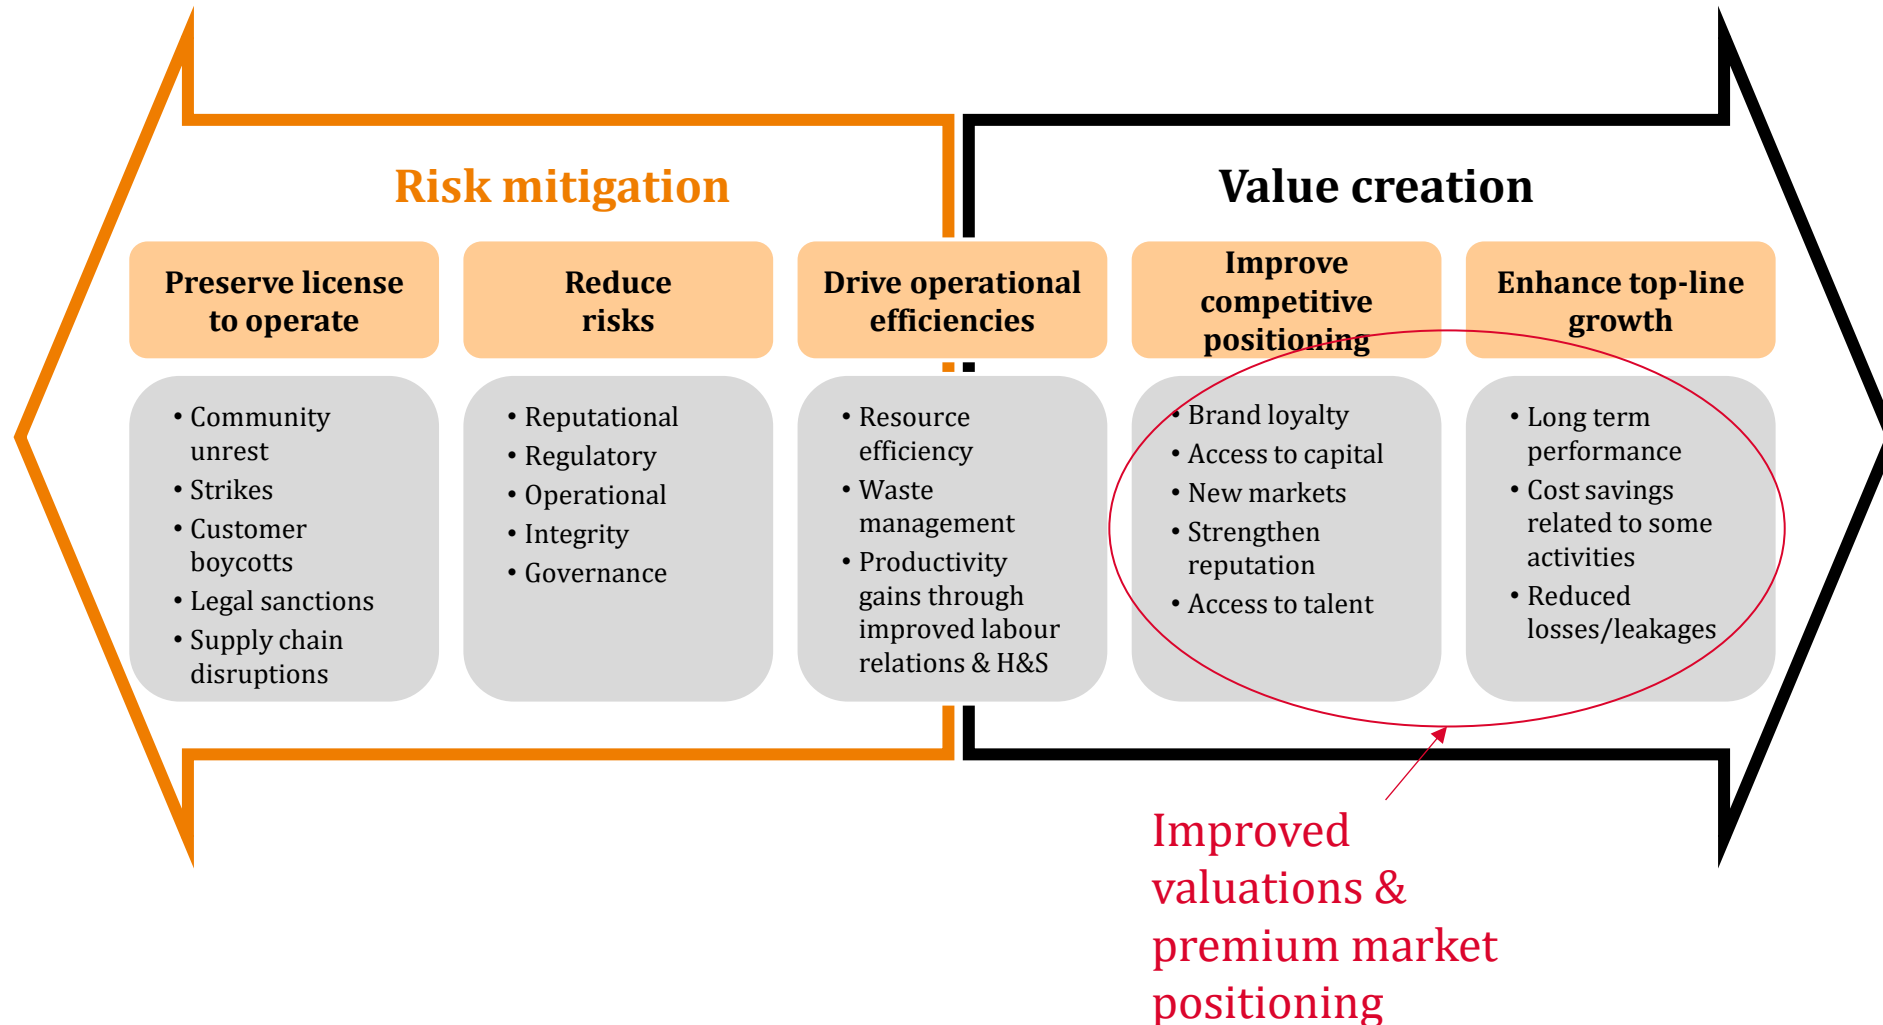 Risk mitigation
Value creation
Preserve license
to operate
Reduce
risks
Drive operational
efficiencies
Improve
competitive
positioning
Enhance top-line
growth
• Community
unrest
• Strikes
• Customer
boycotts
• Legal sanctions
• Supply chain
disruptions
• Reputational
• Regulatory
• Operational
• Integrity
• Governance
• Resource
efficiency
• Waste
management
• Productivity
gains through
improved labour
relations & H&S
• Brand loyalty
• Access to capital
• New markets
• Strengthen
reputation
• Access to talent
• Long term
performance
• Cost savings
related to some
activities
• Reduced
losses/leakages
Improved
valuations &
premium market
positioning